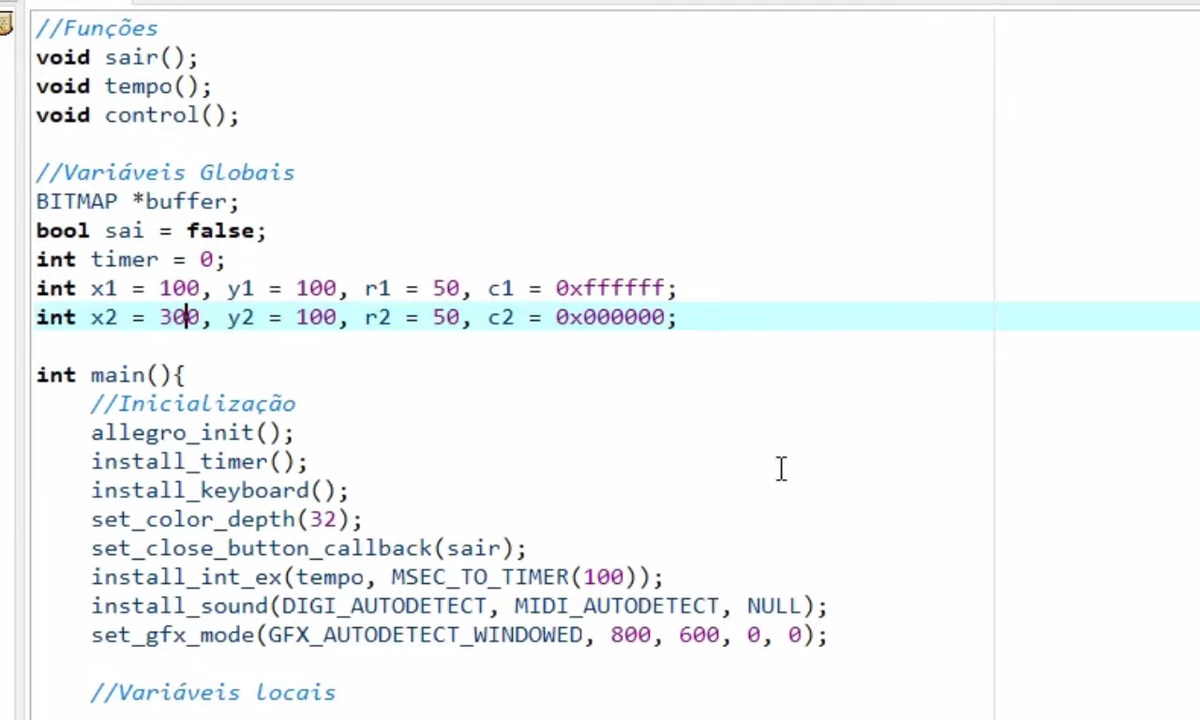 //Funções
void sair();
void tempo();
void control();
//Variáveis Globais
BITMAP *buffer;
bool sai = false;
int timer = 0;
int x1 = 100, y1 = 100, r1 = 50, c1 = 0xffffff;
int x2 = 300, y2 = 100, r2 = 50, c2 = 0x000000;
int main(){
//Inicialização
allegro_init();
install_timer();
install_keyboard();
set_color_depth(32);
set_close_button_callback(sair);
install_int_ex(tempo, MSEC_TO_TIMER(100));
install_sound(DIGI_AUTODETECT, MIDI_AUTODETECT, NULL);
set_gfx_mode(GFX_AUTODETECT_WINDOWED, 800, 600, 0, 0);
//Variáveis locais